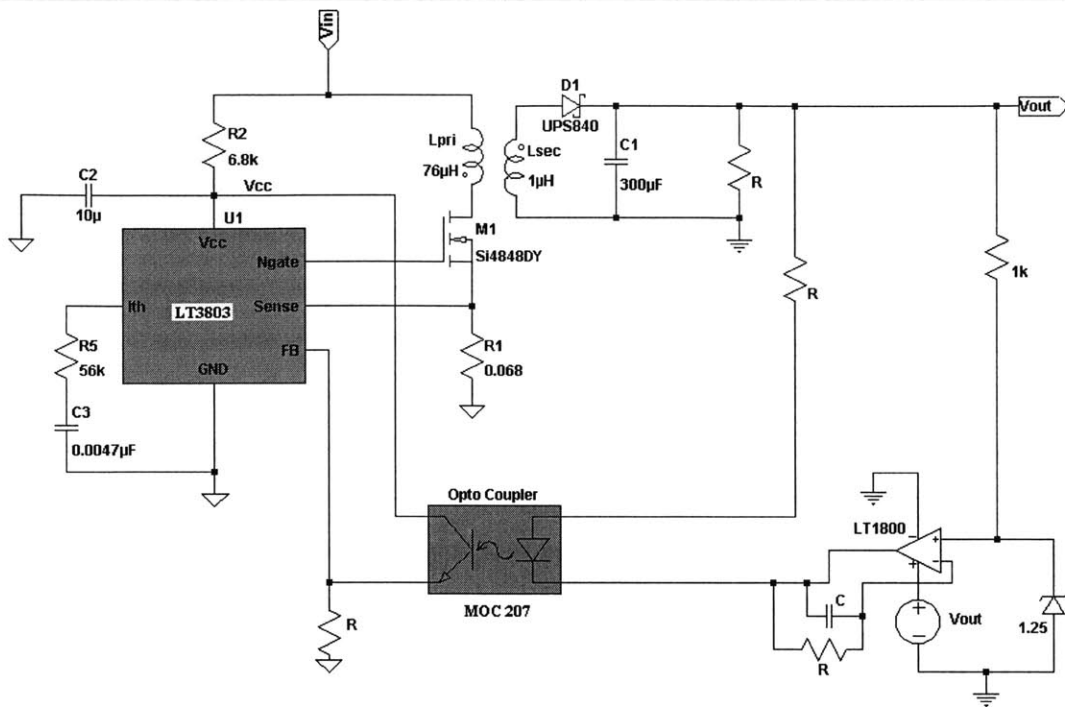 Vin
D1
UPS840
Vout
R2
6.8k
Lpri
76µH
Lsec
1µH
C1
300µF
R
C2
10µ
Vcc
U1
M1
Si4848DY
Vcc
Ngate
Ith
LT3803
Sense
R
1k
R5
56k
FB
R1
0.068
GND
C3
0.0047µF
Opto Coupler
LT1800
MOC 207
C
R
R
Vout
1.25